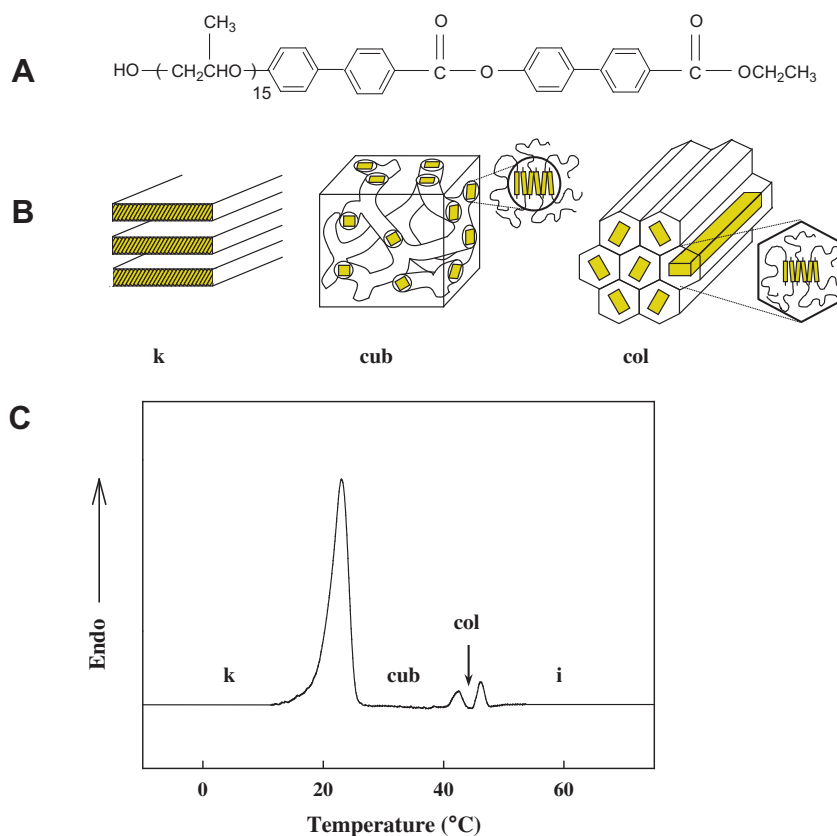 A
CH3
O
O
HO
( CH2CHO )
15
C
O
C
OCH2CH3
B
k
cub
col
C
Endo
k
cub
col
i
0
20
40
60
Temperature (°C)